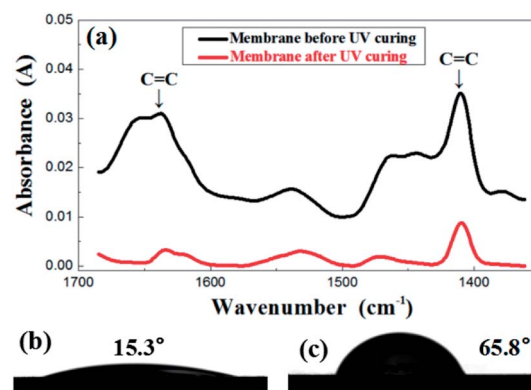 (a)
Membrane before UV curing
Membrane after UV curing
C=C
C=C
0.05
0.04
0.03
0.02
0.01
0.00
Absorbance (A)
1700
1600
1500
1400
Wavenumber (cm⁻¹)
(b)
15.3°
(c)
65.8°